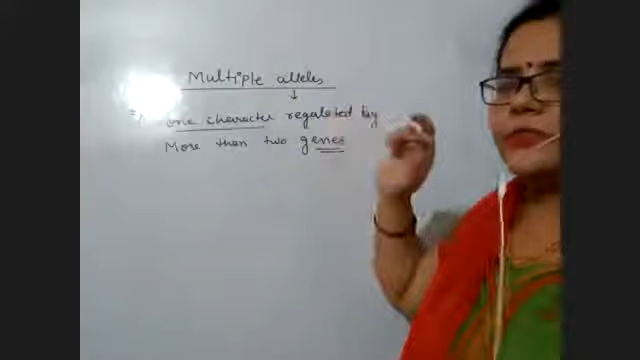 Multiple alleles
one character regulated by
More than two genes